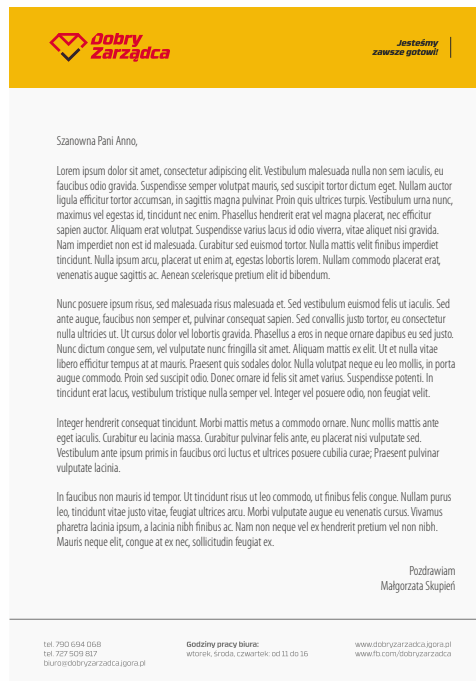 Dobry
Zarządca
Jesteśmy
zawsze gotowi!
Szanowna Pani Anno,
Lorem ipsum dolor sit amet, consectetur adipiscing elit. Vestibulum malesuada nulla non sem iaculis, eu
faucibus odio gravida. Suspendisse semper volutpat mauris, sed suscipit tortor dictum eget. Nullam auctor
ligula efficitur tortor accumsan, in sagittis magna pulvinar. Proin quis ultrices turpis. Vestibulum urna nunc,
maximus vel egestas id, tincidunt nec enim. Phasellus hendrerit erat vel magna placerat, nec efficitur
sapien auctor. Aliquam erat volutpat. Suspendisse varius lacus id odio viverra, vitae aliquet nisi gravida.
Nam imperdiet non est id malesuada. Curabitur sed euismod tortor. Nulla mattis velit finibus imperdiet
tincidunt. Nulla ipsum arcu, placerat ut enim at, egestas lobortis lorem. Nullam commodo placerat erat,
venenatis augue sagittis ac. Aenean scelerisque pretium elit id bibendum.
Nunc posuere ipsum risus, sed malesuada risus malesuada et. Sed vestibulum euismod felis ut iaculis. Sed
ante augue, faucibus non semper et, pulvinar consequat sapien. Sed convallis justo tortor, eu consectetur
nulla ultricies ut. Ut cursus dolor vel lobortis gravida. Phasellus a eros in neque ornare dapibus eu sed justo.
Nunc dictum congue sem, vel vulputate nunc fringilla sit amet. Aliquam mattis ex elit. Ut et nulla vitae
libero efficitur tempus at at mauris. Praesent quis sodales dolor. Nulla volutpat neque eu leo mollis, in porta
augue commodo. Proin sed suscipit odio. Donec ornare id felis sit amet varius. Suspendisse potenti. In
tincidunt erat lacus, vestibulum tristique nulla semper vel. Integer vel posuere odio, non feugiat velit.
Integer hendrerit consequat tincidunt. Morbi mattis metus a commodo ornare. Nunc mollis mattis ante
eget iaculis. Curabitur eu lacinia massa. Curabitur pulvinar felis ante, eu placerat nisi vulputate sed.
Vestibulum ante ipsum primis in faucibus orci luctus et ultrices posuere cubilia curae; Praesent pulvinar
vulputate lacinia.
In faucibus non mauris id tempor. Ut tincidunt risus ut leo commodo, ut finibus felis congue. Nullam purus
leo, tincidunt vitae justo vitae, feugiat ultrices arcu. Morbi vulputate augue eu venenatis cursus. Vivamus
pharetra lacinia ipsum, a lacinia nibh finibus ac. Nam non neque vel ex hendrerit pretium vel non nibh.
Mauris neque elit, congue at ex nec, sollicitudin feugiat ex.
Pozdrawiam
Małgorzata Skupień
tel. 790 694 068
tel. 727 509 817
biuro@dobryzarzadca.jgora.pl
Godziny pracy biura:
wtorek, środa, czwartek: od 11 do 16
www.dobryzarzadca.jgora.pl
www.fb.com/dobryzarzadca